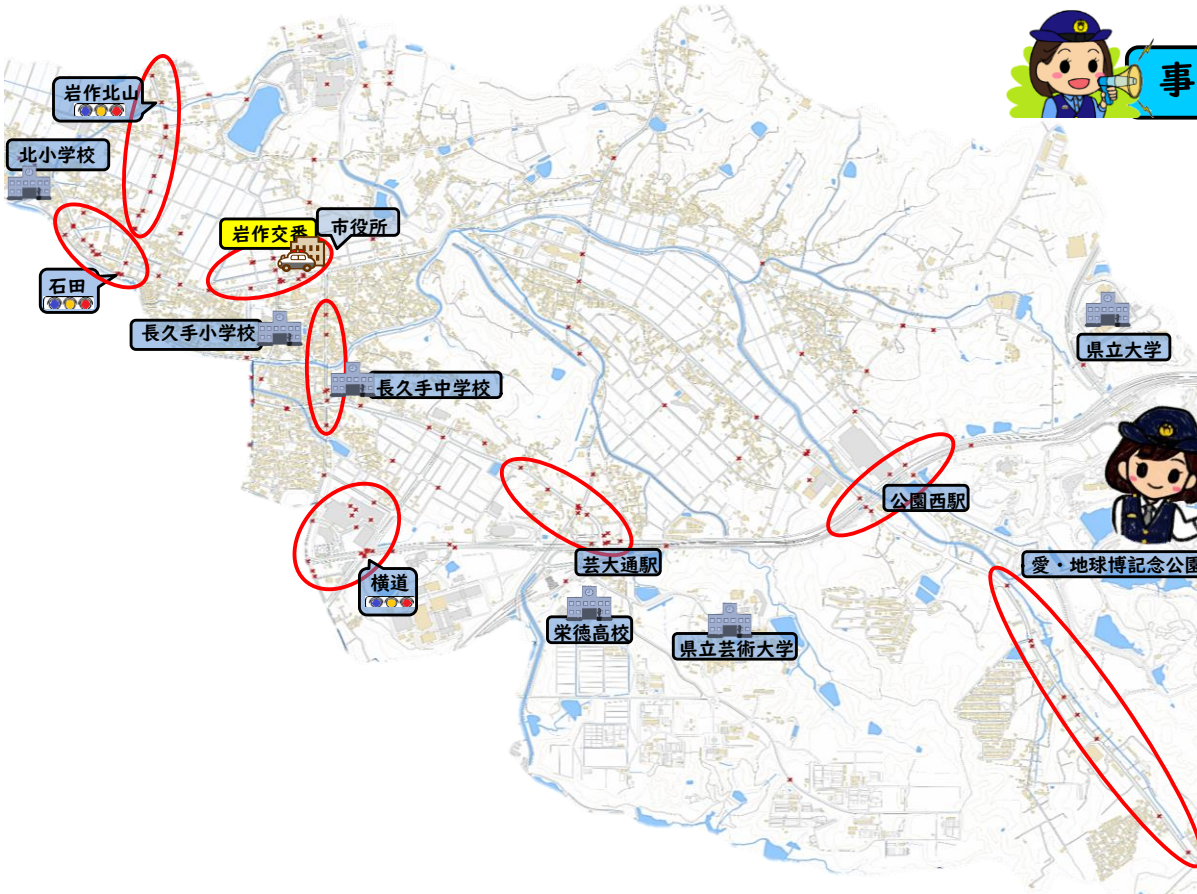 事
岩作北山
北小学校
岩作交番
市役所
石田
長久手小学校
県立大学
長久手中学校
公園西駅
芸大通駅
愛・地球博記念公園
横道
栄徳高校
県立芸術大学